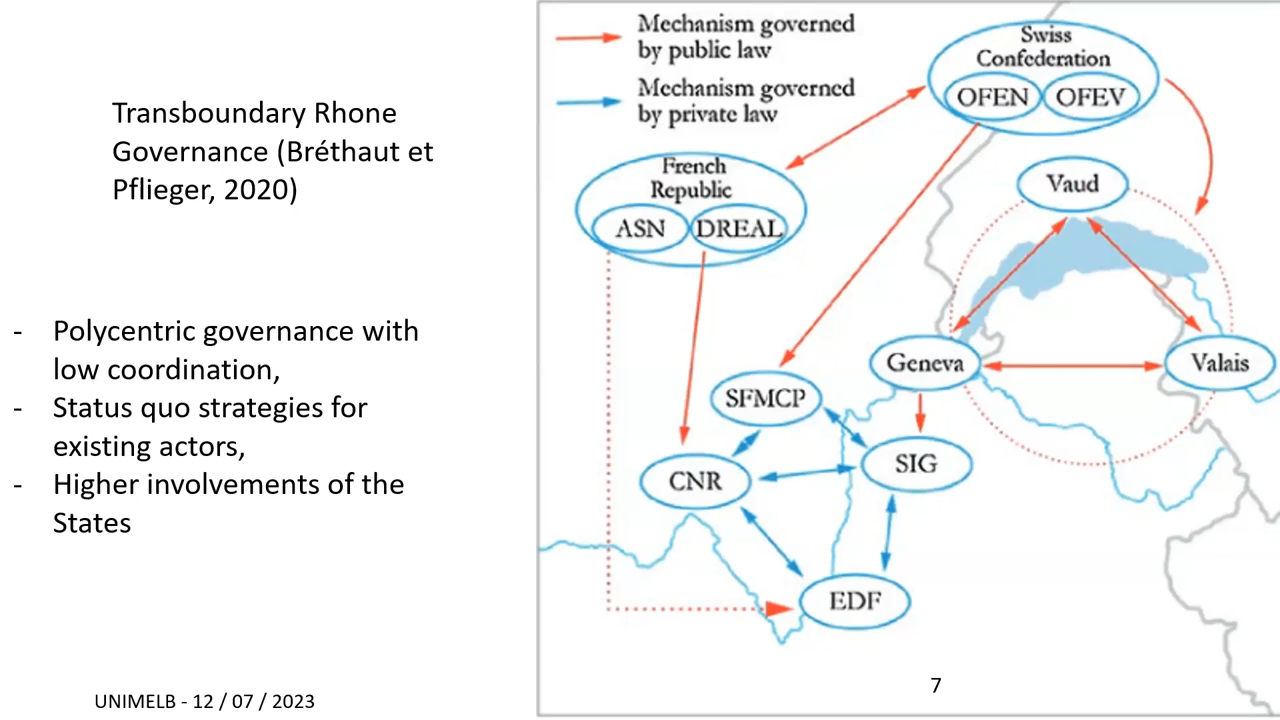 Transboundary Rhone
Governance (Bréthaut et
Pflieger, 2020)
- Polycentric governance with
low coordination,
- Status quo strategies for
existing actors,
- Higher involvements of the
States
UNIMELB - 12 / 07 / 2023
Mechanism governed
by public law
Mechanism governed
by private law
Swiss
Confederation
OFEN OFEV
French
Republic
ASN DREAL
Vaud
Geneva
Valais
SFMCP
SIG
CNR
EDF
7